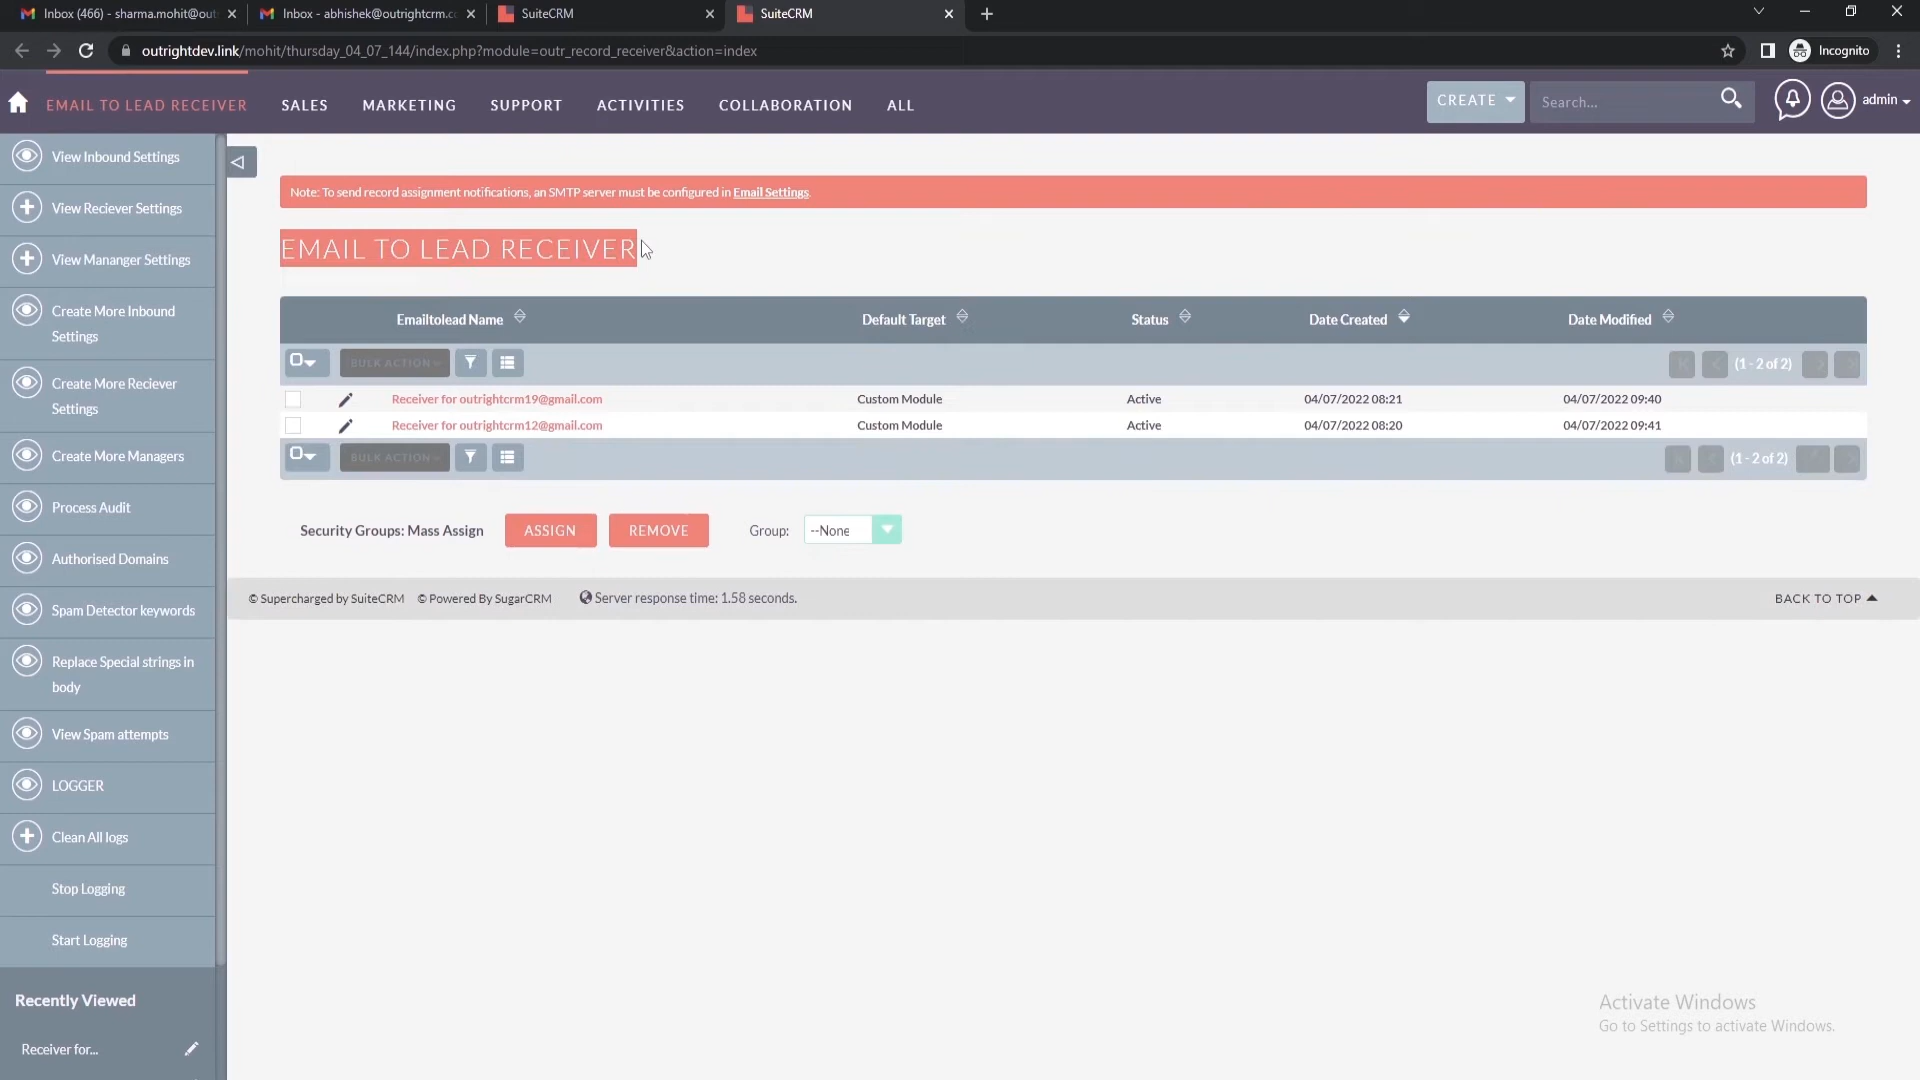 Inbox (466) - sharma.mohit@out
Inbox - abhishek@outrightcrm.c
SuiteCRM
SuiteCRM
outrightdev.link/mohit/thursday_04_07_144/index.php?module=outr_record_receiver&action=index
Incognito
EMAIL TO LEAD RECEIVER
SALES
MARKETING
SUPPORT
ACTIVITIES
COLLABORATION
ALL
CREATE
Search...
admin
View Inbound Settings
View Reciever Settings
View Mananger Settings
Create More Inbound
Settings
Create More Reciever
Settings
Create More Managers
Process Audit
Authorised Domains
Spam Detector keywords
Replace Special strings in
body
View Spam attempts
LOGGER
Clean All logs
Stop Logging
Start Logging
Recently Viewed
Receiver for...
Note: To send record assignment notifications, an SMTP server must be configured in Email Settings.
EMAIL TO LEAD RECEIVER
Emailtolead Name
Default Target
Status
Date Created
Date Modified
BULK ACTION
(1 - 2 of 2)
Receiver for outrightcrm19@gmail.com
Custom Module
Active
04/07/2022 08:21
04/07/2022 09:40
Receiver for outrightcrm12@gmail.com
Custom Module
Active
04/07/2022 08:20
04/07/2022 09:41
BULK ACTION
(1 - 2 of 2)
Security Groups: Mass Assign
ASSIGN
REMOVE
Group:
--None
© Supercharged by SuiteCRM
© Powered By SugarCRM
Server response time: 1.58 seconds.
BACK TO TOP
Activate Windows
Go to Settings to activate Windows.